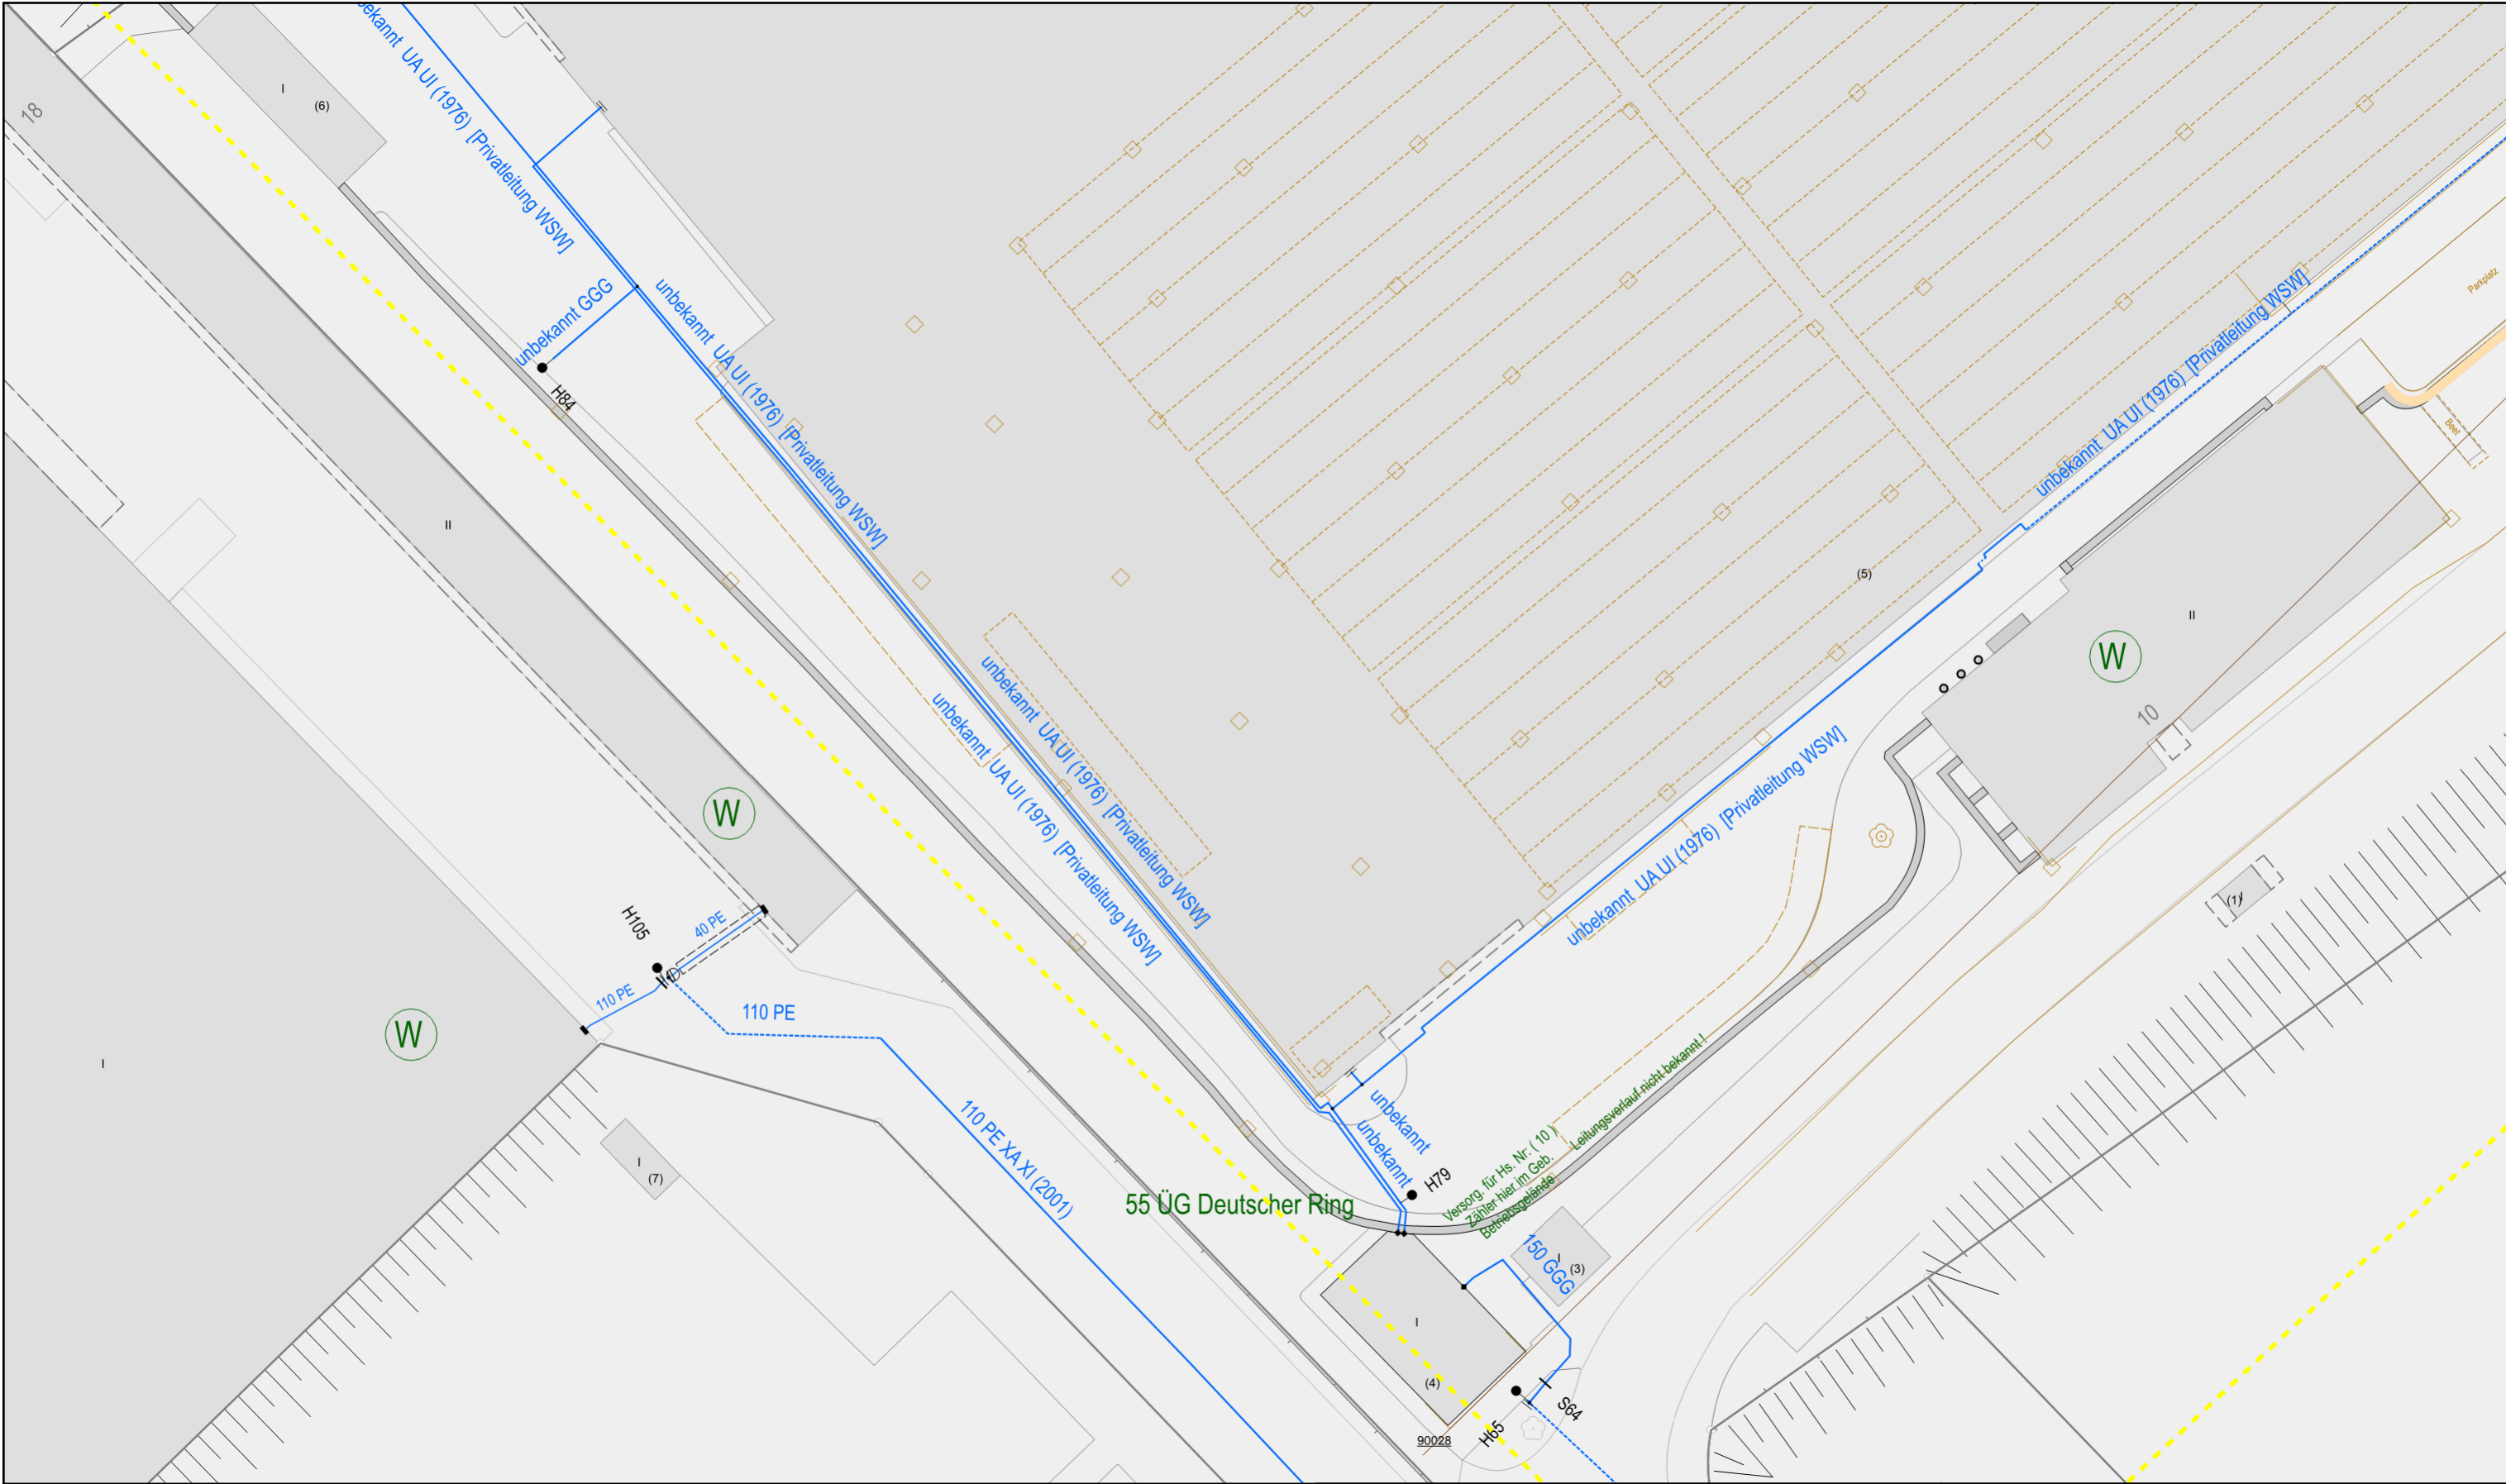 18
I
(6)
bekannt UA UI (1976) [Privatleitung WSW]
unbekannt GGG
H84
unbekannt UA UI (1976) [Privatleitung WSW]
unbekannt UA UI (1976) [Privatleitung WSW]
Parkplatz
Beet
II
(5)
II
W
10
unbekannt UA UI (1976) [Privatleitung WSW]
unbekannt UA UI (1976) [Privatleitung WSW]
unbekannt UA UI (1976) [Privatleitung WSW]
W
(1)
H105
40 PE
110 PE
110 PE
W
I
110 PE XA XI (2001)
I
(7)
unbekannt
unbekannt
H79
55 ÜG Deutscher Ring
Versorg. für Hs. Nr. ( 10 )
Zähler hier im Geb.
Betriebsgelände
Leitungsverlauf nicht bekannt !
150 GGG
I
(3)
I
(4)
S64
H65
90028